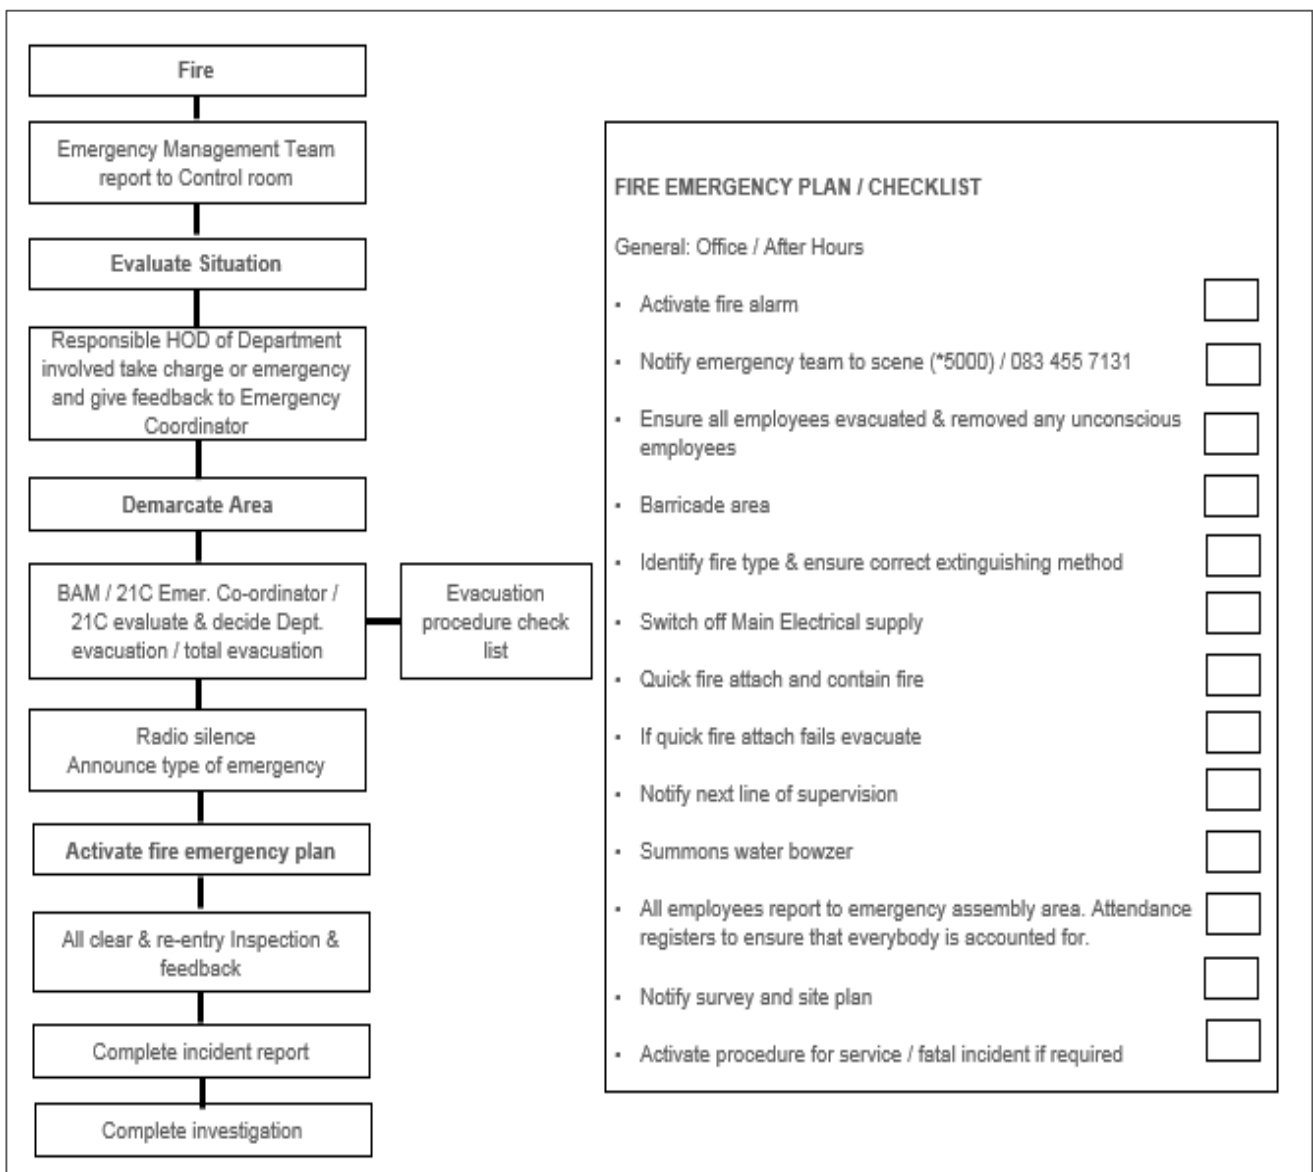 Fire
Emergency Management Team
report to Control room
Evaluate Situation
Responsible HOD of Department
involved take charge or emergency
and give feedback to Emergency
Coordinator
Demarcate Area
BAM / 21C Emer. Co-ordinator /
21C evaluate & decide Dept.
evacuation / total evacuation
Evacuation
procedure check
list
Radio silence
Announce type of emergency
Activate fire emergency plan
All clear & re-entry Inspection &
feedback
Complete incident report
Complete investigation
FIRE EMERGENCY PLAN / CHECKLIST
General: Office / After Hours
▪ Activate fire alarm
▪ Notify emergency team to scene (*5000) / 083 455 7131
▪ Ensure all employees evacuated & removed any unconscious
employees
▪ Barricade area
▪ Identify fire type & ensure correct extinguishing method
▪ Switch off Main Electrical supply
▪ Quick fire attach and contain fire
▪ If quick fire attach fails evacuate
▪ Notify next line of supervision
▪ Summons water bowzer
▪ All employees report to emergency assembly area. Attendance
registers to ensure that everybody is accounted for.
▪ Notify survey and site plan
▪ Activate procedure for service / fatal incident if required